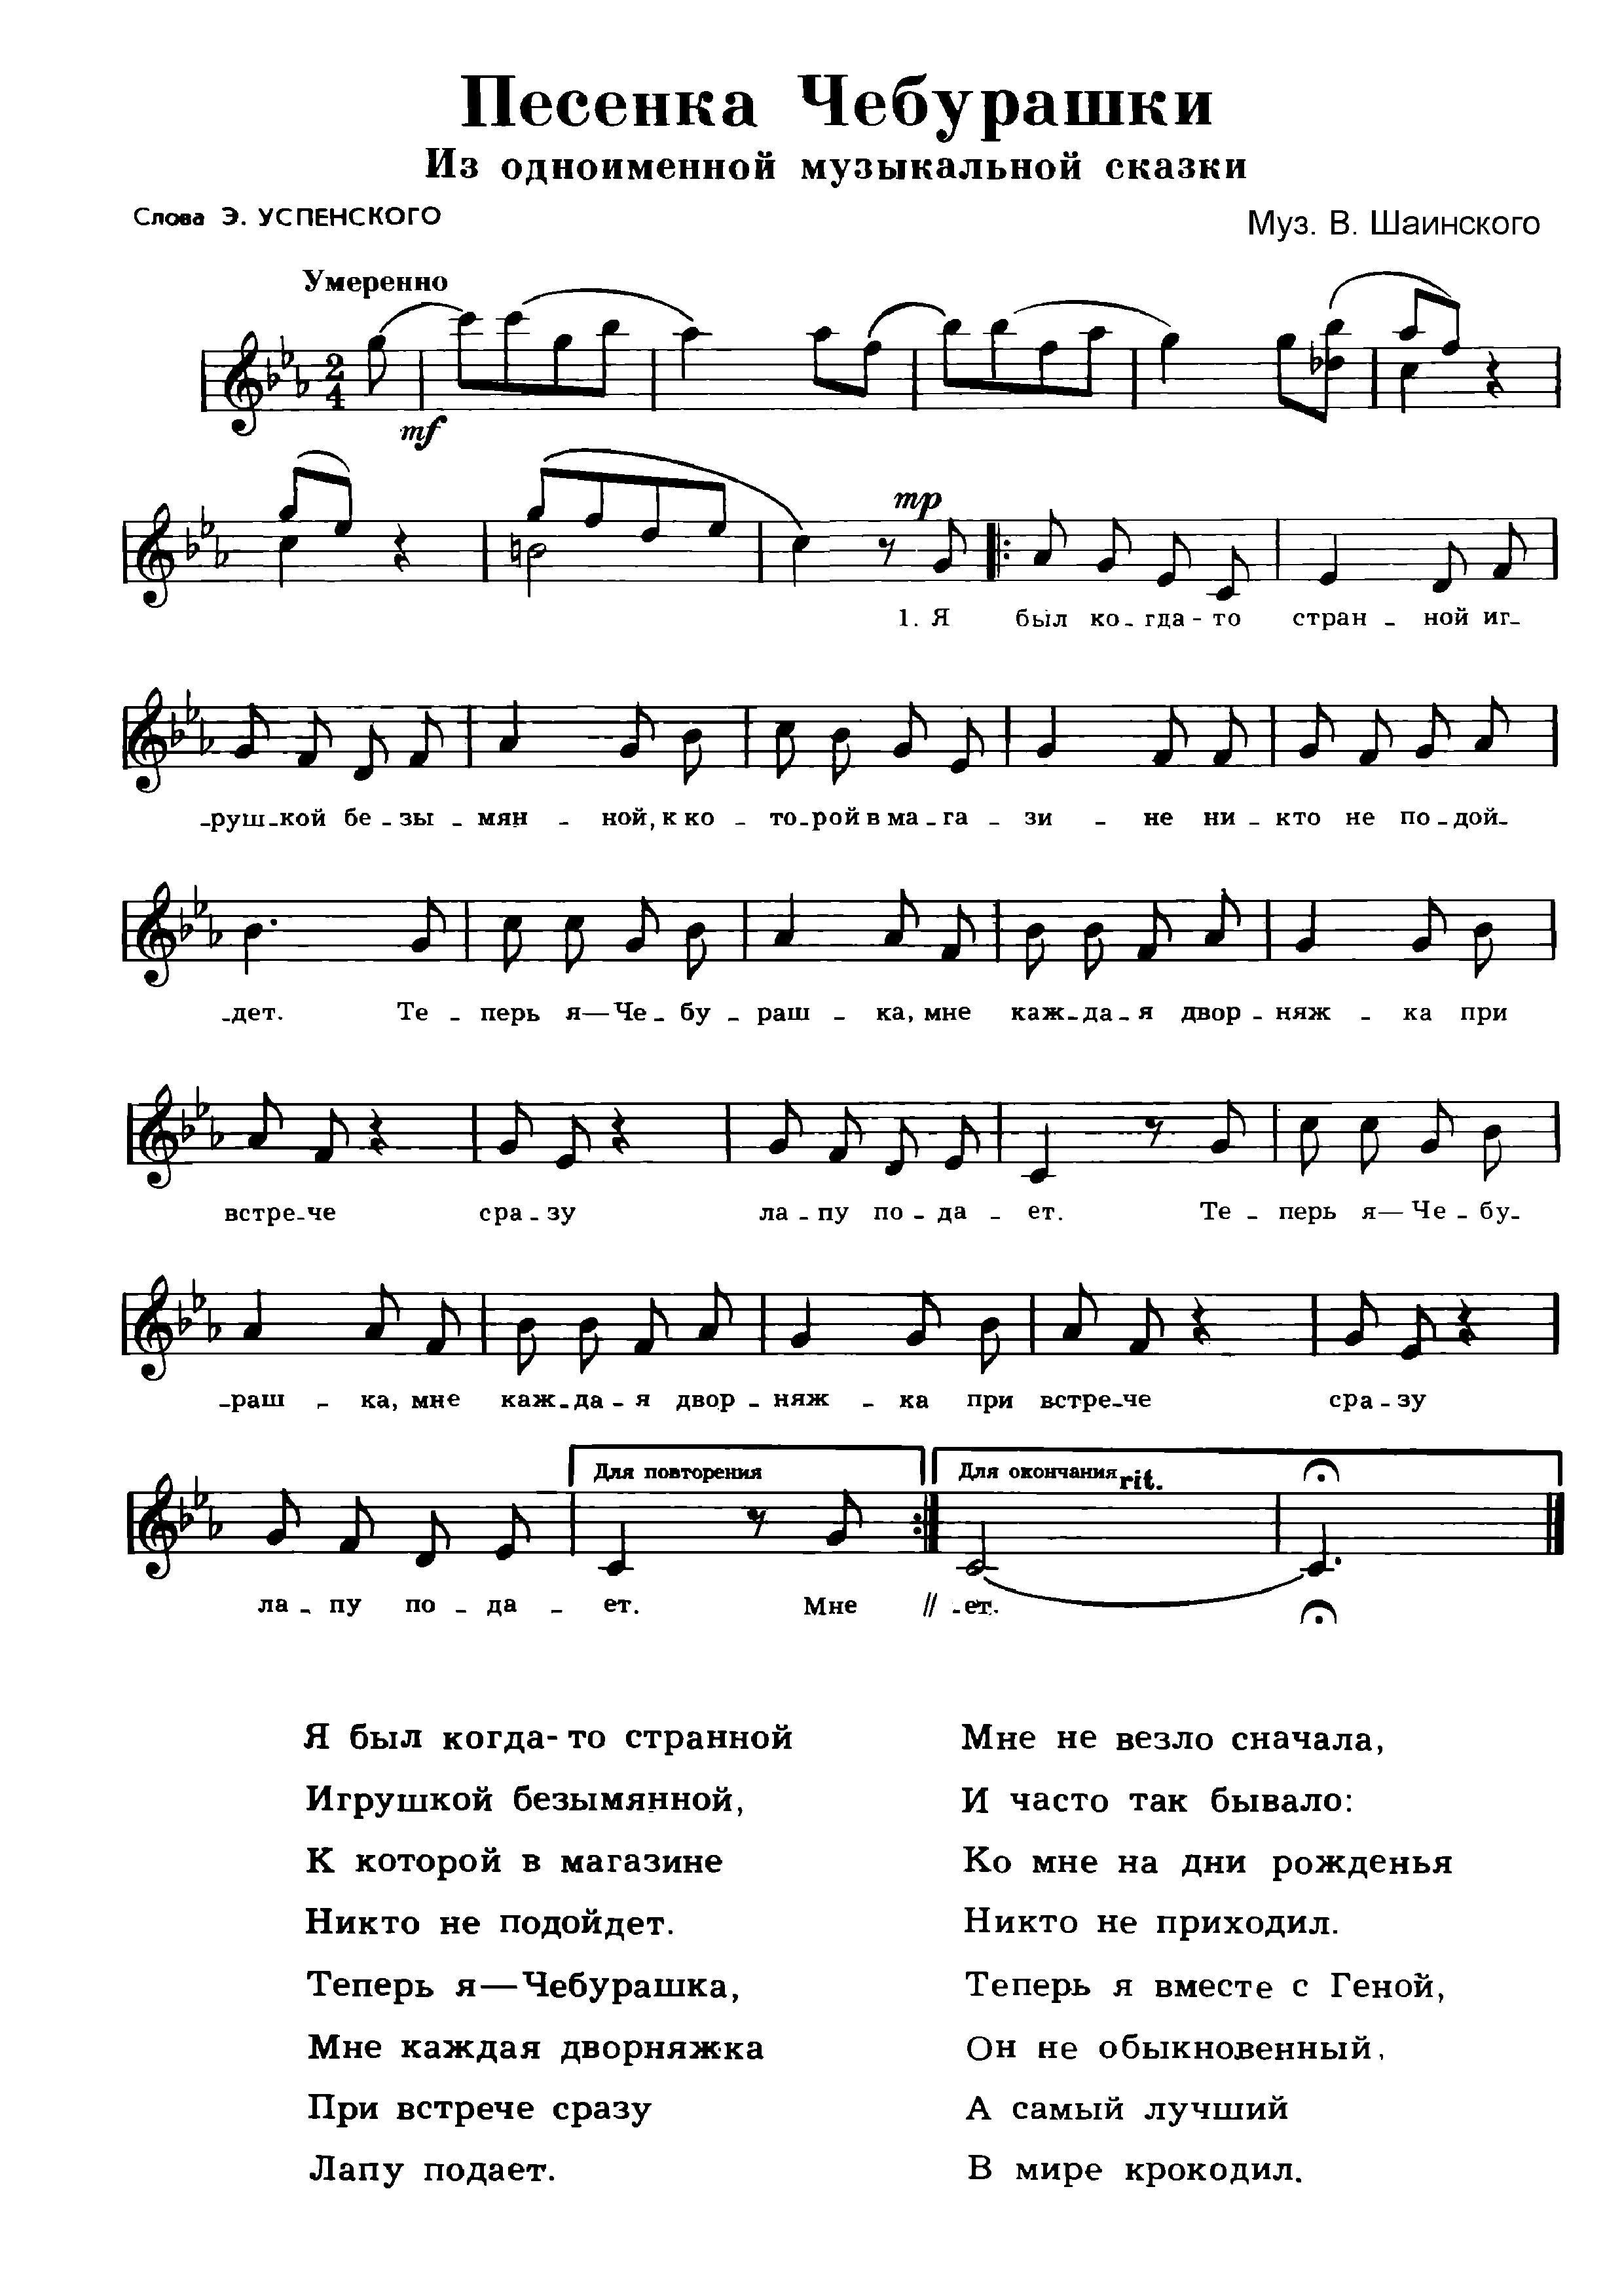 Песенка Чебурашки
Из одноименной музыкальной сказки
Слова Э. УСПЕНСКОГО
Муз. В. Шаинского
Умеренно
mf
mp
1. Я был ко - гда - то стран - ной иг -
-руш - кой бе - зы - мян - ной, к ко - то - рой в ма - га - зи - не ни - кто не по - дой -
-дет. Те - перь я — Че - бу - раш - ка, мне каж - да - я двор - няж - ка при
встре - че сра - зу ла - пу по - да - ет. Те - перь я — Че - бу -
-раш - ка, мне каж - да - я двор - няж - ка при встре - че сра - зу
Для повторения Для окончания rit.
ла - пу по - да - ет. Мне // - ет.
Я был когда-то странной
Игрушкой безымянной,
К которой в магазине
Никто не подойдет.
Теперь я—Чебурашка,
Мне каждая дворняжка
При встрече сразу
Лапу подает.
Мне не везло сначала,
И часто так бывало:
Ко мне на дни рожденья
Никто не приходил.
Теперь я вместе с Геной,
Он не обыкновенный,
А самый лучший
В мире крокодил.